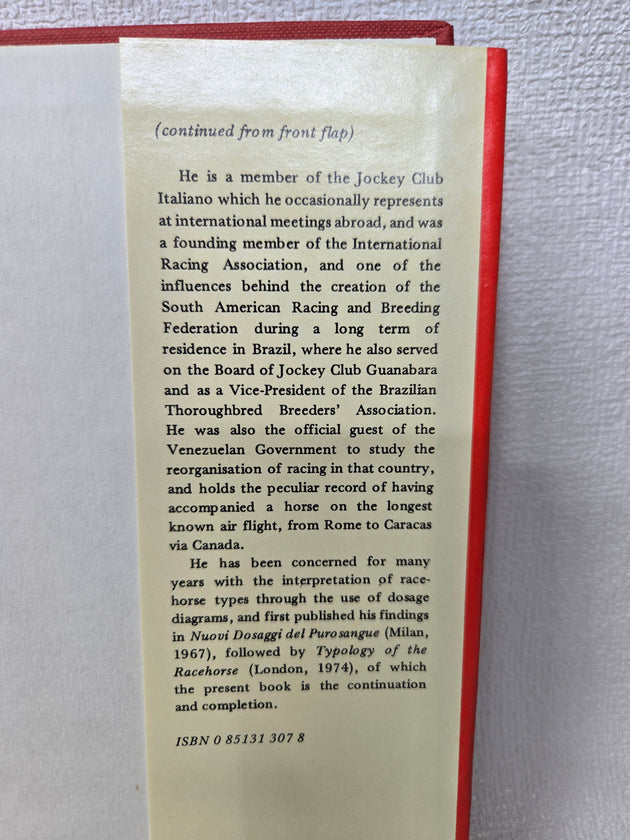 (continued from front flap)
He is a member of the Jockey Club
Italiano which he occasionally represents
at international meetings abroad, and was
a founding member of the International
Racing Association, and one of the
influences behind the creation of the
South American Racing and Breeding
Federation during a long term of
residence in Brazil, where he also served
on the Board of Jockey Club Guanabara
and as a Vice-President of the Brazilian
Thoroughbred Breeders' Association.
He was also the official guest of the
Venezuelan Government to study the
reorganisation of racing in that country,
and holds the peculiar record of having
accompanied a horse on the longest
known air flight, from Rome to Caracas
via Canada.
He has been concerned for many
years with the interpretation of race-
horse types through the use of dosage
diagrams, and first published his findings
in Nuovi Dosaggi del Purosangue (Milan,
1967), followed by Typology of the
Racehorse (London, 1974), of which
the present book is the continuation
and completion.
ISBN 0 85131 307 8